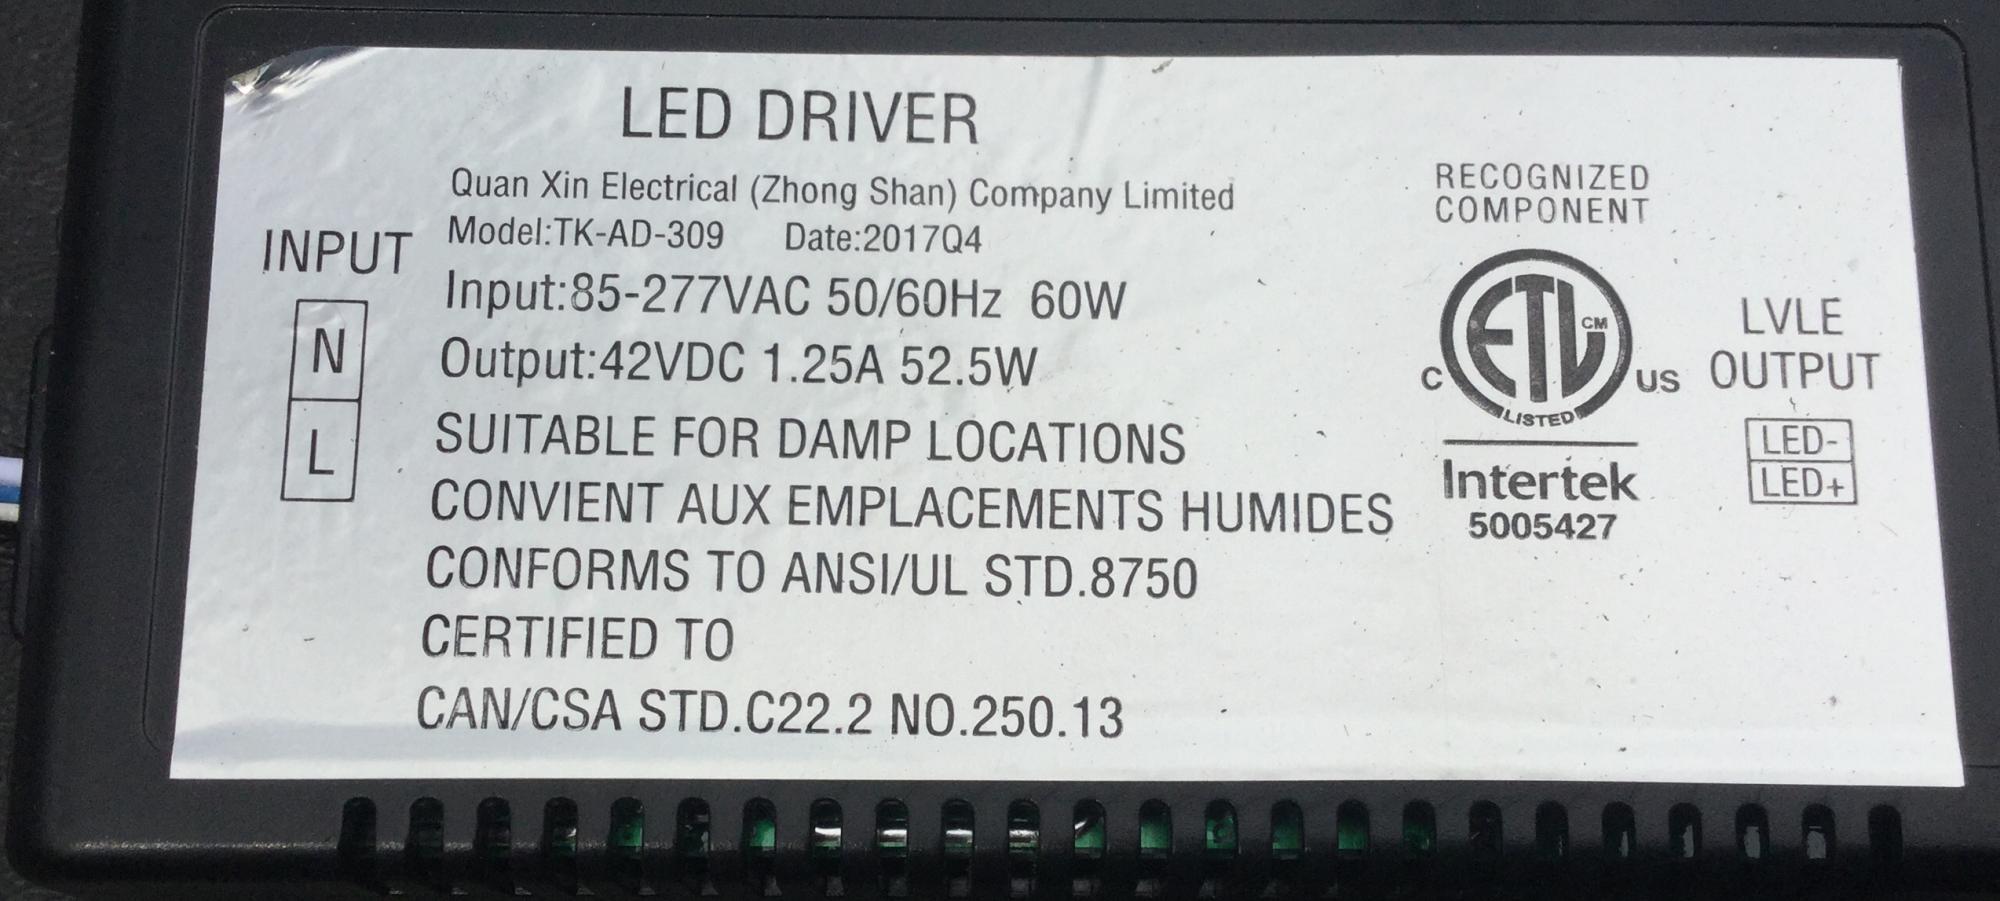 LED DRIVER
Quan Xin Electrical (Zhong Shan) Company Limited
Model:TK-AD-309 Date:2017Q4
Input:85-277VAC 50/60Hz 60W
Output:42VDC 1.25A 52.5W
SUITABLE FOR DAMP LOCATIONS
CONVIENT AUX EMPLACEMENTS HUMIDES
CONFORMS TO ANSI/UL STD.8750
CERTIFIED TO
CAN/CSA STD.C22.2 NO.250.13
INPUT
N
L
RECOGNIZED
COMPONENT
C ETL CM US
LISTED
Intertek
5005427
LVLE
OUTPUT
LED-
LED+